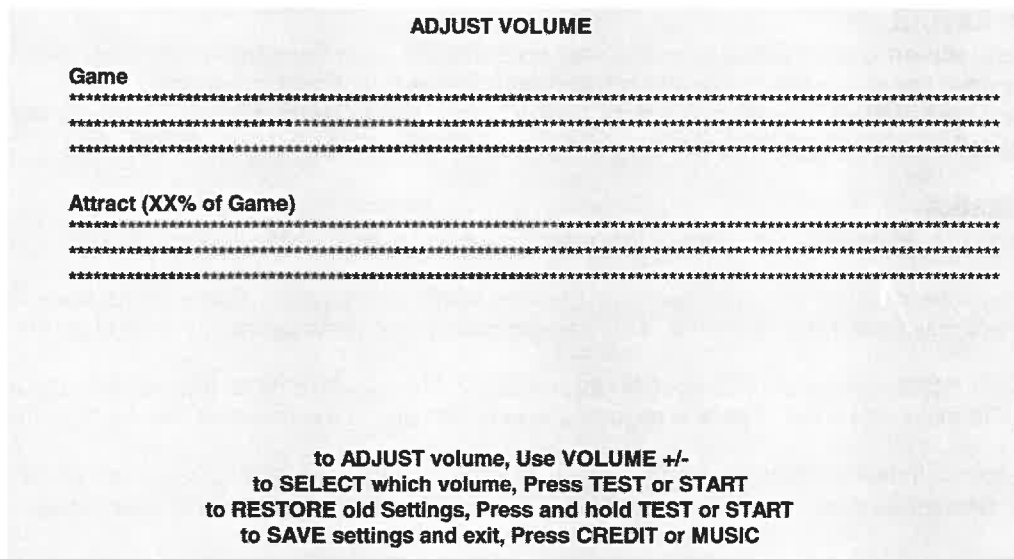 ADJUST VOLUME
Game
****************************************************************************************************
****************************************************************************************************
****************************************************************************************************
Attract (XX% of Game)
****************************************************************************************************
****************************************************************************************************
****************************************************************************************************
to ADJUST volume, Use VOLUME +/-
to SELECT which volume, Press TEST or START
to RESTORE old Settings, Press and hold TEST or START
to SAVE settings and exit, Press CREDIT or MUSIC